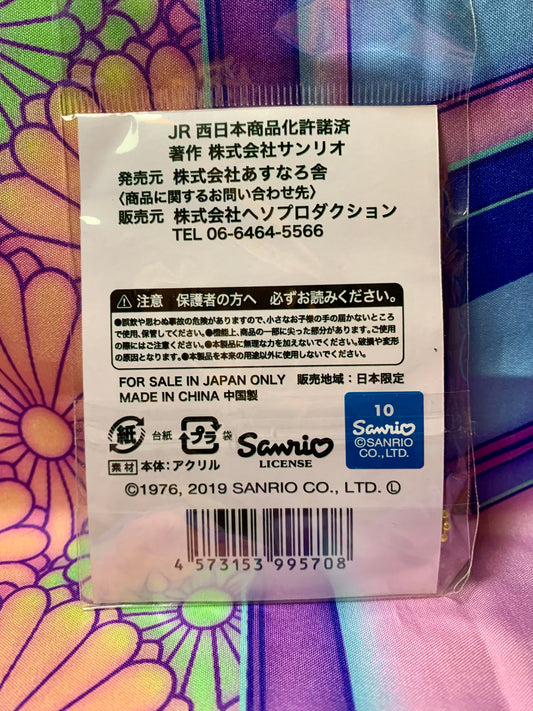 JR 西日本商品化許諾済
著作 株式会社サンリオ
発売元 株式会社あすなろ舎
〈商品に関するお問い合わせ先〉
販売元 株式会社ヘソプロダクション
TEL 06-6464-5566
注意 保護者の方へ 必ずお読みください。
●誤飲や思わぬ事故の危険がありますので、小さなお子様の手の届かないところ
で使用、保管してください。●機能上、商品の一部に尖った部分があります。ご使用
の際にはご注意ください。●本製品に無理な力を加えないでください。破損や変形
の原因となります。●本製品を本来の用途以外に使用しないでください。
FOR SALE IN JAPAN ONLY 販売地域：日本限定
MADE IN CHINA 中国製
紙 台紙 プラ 袋
Sanrio
LICENSE
10
Sanrio
©SANRIO
CO., LTD.
素材 本体：アクリル
©1976, 2019 SANRIO CO., LTD. Ⓛ
4 573153 995708